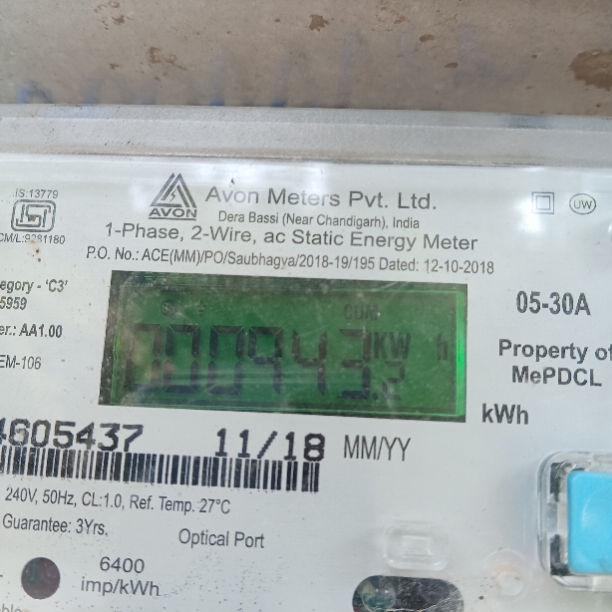 IS:13779
CM/L:9281180
AVON
Avon Meters Pvt. Ltd.
Dera Bassi (Near Chandigarh), India
UW
1-Phase, 2-Wire, ac Static Energy Meter
P.O. No.: ACE(MM)/PO/Saubhagya/2018-19/195 Dated: 12-10-2018
tegory - 'C3'
5959
er.: AA1.00
EM-106
CUM
000943.2 KW h
05-30A
Property of
MePDCL
kWh
4605437 11/18 MM/YY
240V, 50Hz, CL:1.0, Ref. Temp. 27°C
Guarantee: 3Yrs.
Optical Port
6400
imp/kWh